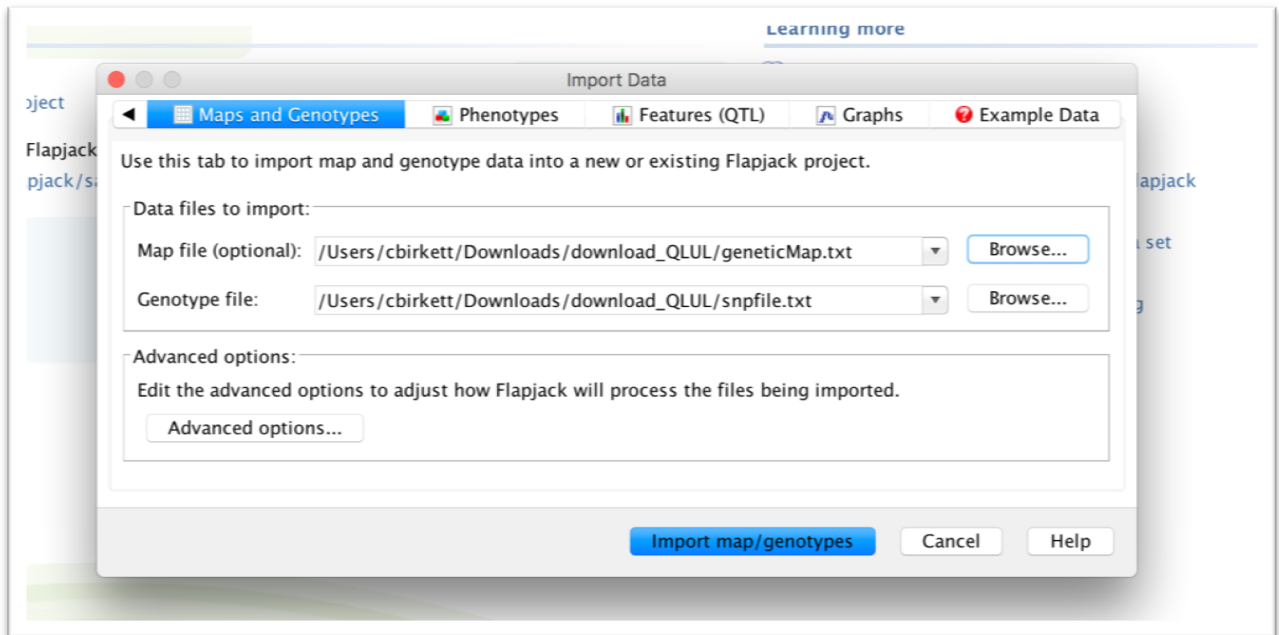 Learning more
oject
Import Data
Maps and Genotypes Phenotypes Features (QTL) Graphs Example Data
Flapjack
Use this tab to import map and genotype data into a new or existing Flapjack project.
pjack/sa
lapjack
Data files to import:
Map file (optional): /Users/cbirkett/Downloads/download_QLUL/geneticMap.txt Browse...
set
Genotype file: /Users/cbirkett/Downloads/download_QLUL/snpfile.txt Browse...
g
Advanced options:
Edit the advanced options to adjust how Flapjack will process the files being imported.
Advanced options...
Import map/genotypes Cancel Help